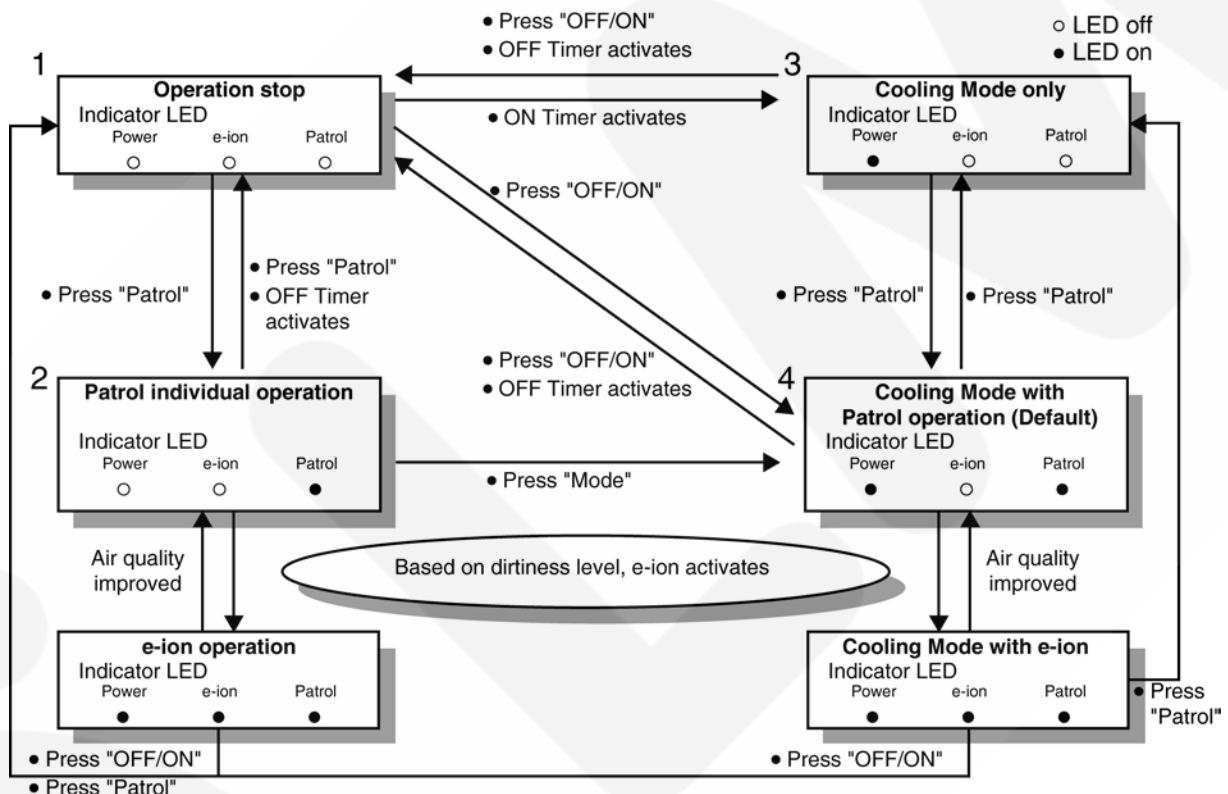 ● Press "OFF/ON"
● OFF Timer activates
○ LED off
● LED on
1
Operation stop
Indicator LED
Power e-ion Patrol
3
Cooling Mode only
Indicator LED
Power e-ion Patrol
● ON Timer activates
● Press "OFF/ON"
● Press "Patrol"
● Press "Patrol"
● OFF Timer
activates
● Press "Patrol"
● Press "Patrol"
● Press "OFF/ON"
● OFF Timer activates
2
Patrol individual operation
Indicator LED
Power e-ion Patrol
4
Cooling Mode with
Patrol operation (Default)
Indicator LED
Power e-ion Patrol
● Press "Mode"
Air quality
improved
Based on dirtiness level, e-ion activates
Air quality
improved
e-ion operation
Indicator LED
Power e-ion Patrol
Cooling Mode with e-ion
Indicator LED
Power e-ion Patrol
● Press
"Patrol"
● Press "OFF/ON"
● Press "Patrol"
● Press "OFF/ON"